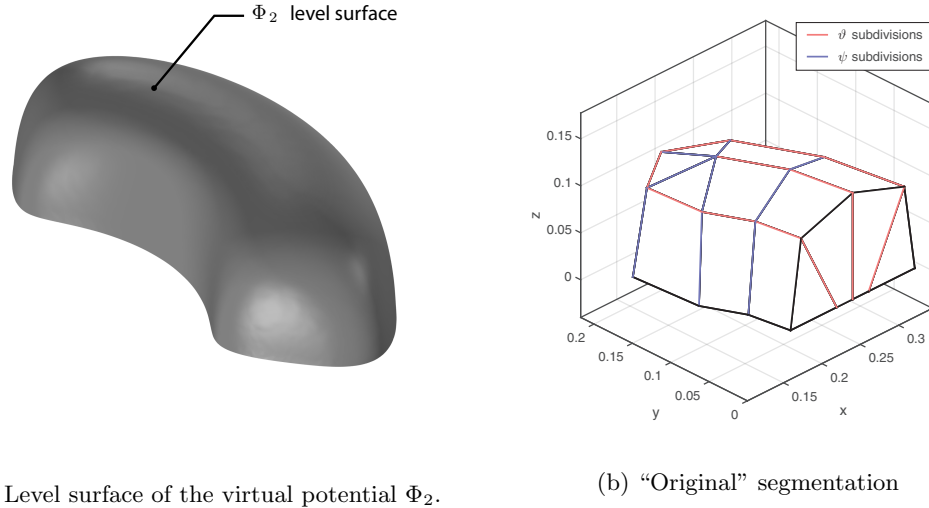 Φ₂ level surface
ϑ subdivisions
ψ subdivisions
0.15
0.1
0.05
0
z
0.2
0.15
0.1
0.05
0
y
0.15
0.2
0.25
0.3
x
Level surface of the virtual potential Φ₂.
(b) “Original” segmentation